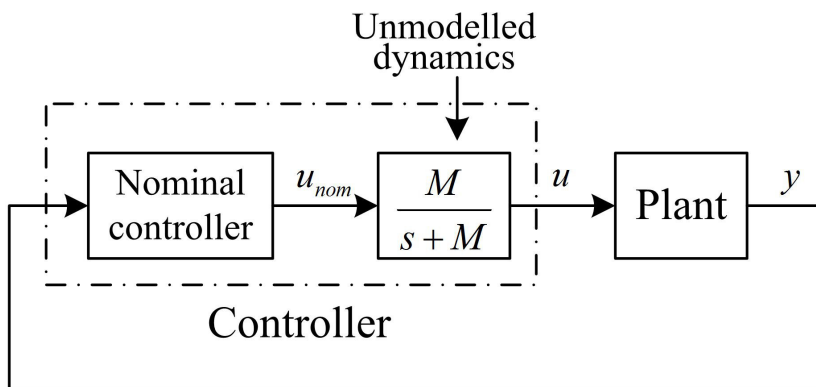 Unmodelled
dynamics
Nominal
controller
u_nom
M
s + M
u
Plant
y
Controller